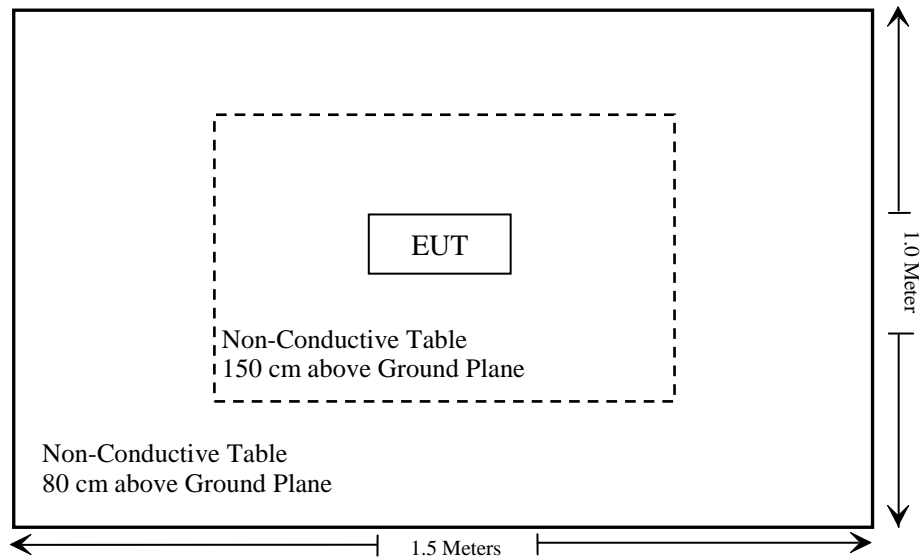 EUT
Non-Conductive Table
150 cm above Ground Plane
Non-Conductive Table
80 cm above Ground Plane
1.0 Meter
1.5 Meters